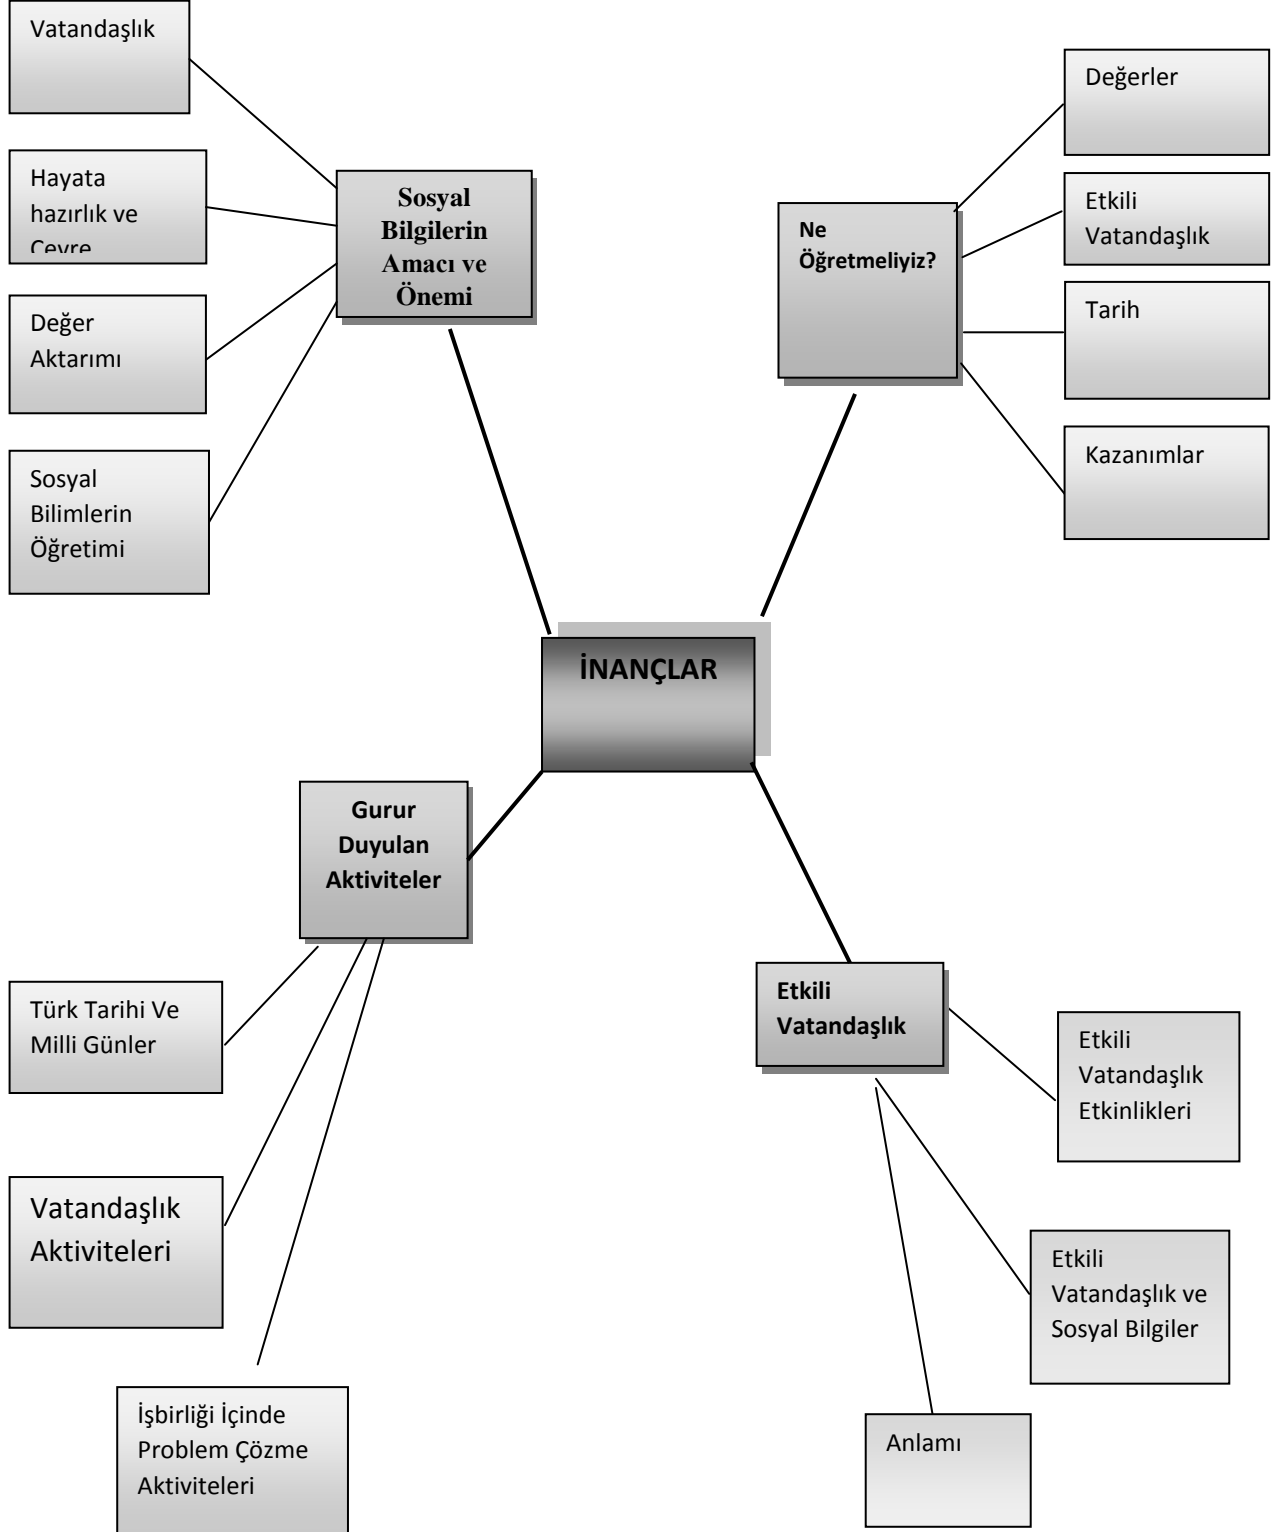 Vatandaşlık
Hayata
hazırlık ve
Çevre
Değer
Aktarımı
Sosyal
Bilimlerin
Öğretimi
Sosyal
Bilgilerin
Amacı ve
Önemi
Ne
Öğretmeliyiz?
Değerler
Etkili
Vatandaşlık
Tarih
Kazanımlar
İNANÇLAR
Gurur
Duyulan
Aktiviteler
Türk Tarihi Ve
Milli Günler
Vatandaşlık
Aktiviteleri
İşbirliği İçinde
Problem Çözme
Aktiviteleri
Etkili
Vatandaşlık
Etkili
Vatandaşlık
Etkinlikleri
Etkili
Vatandaşlık ve
Sosyal Bilgiler
Anlamı